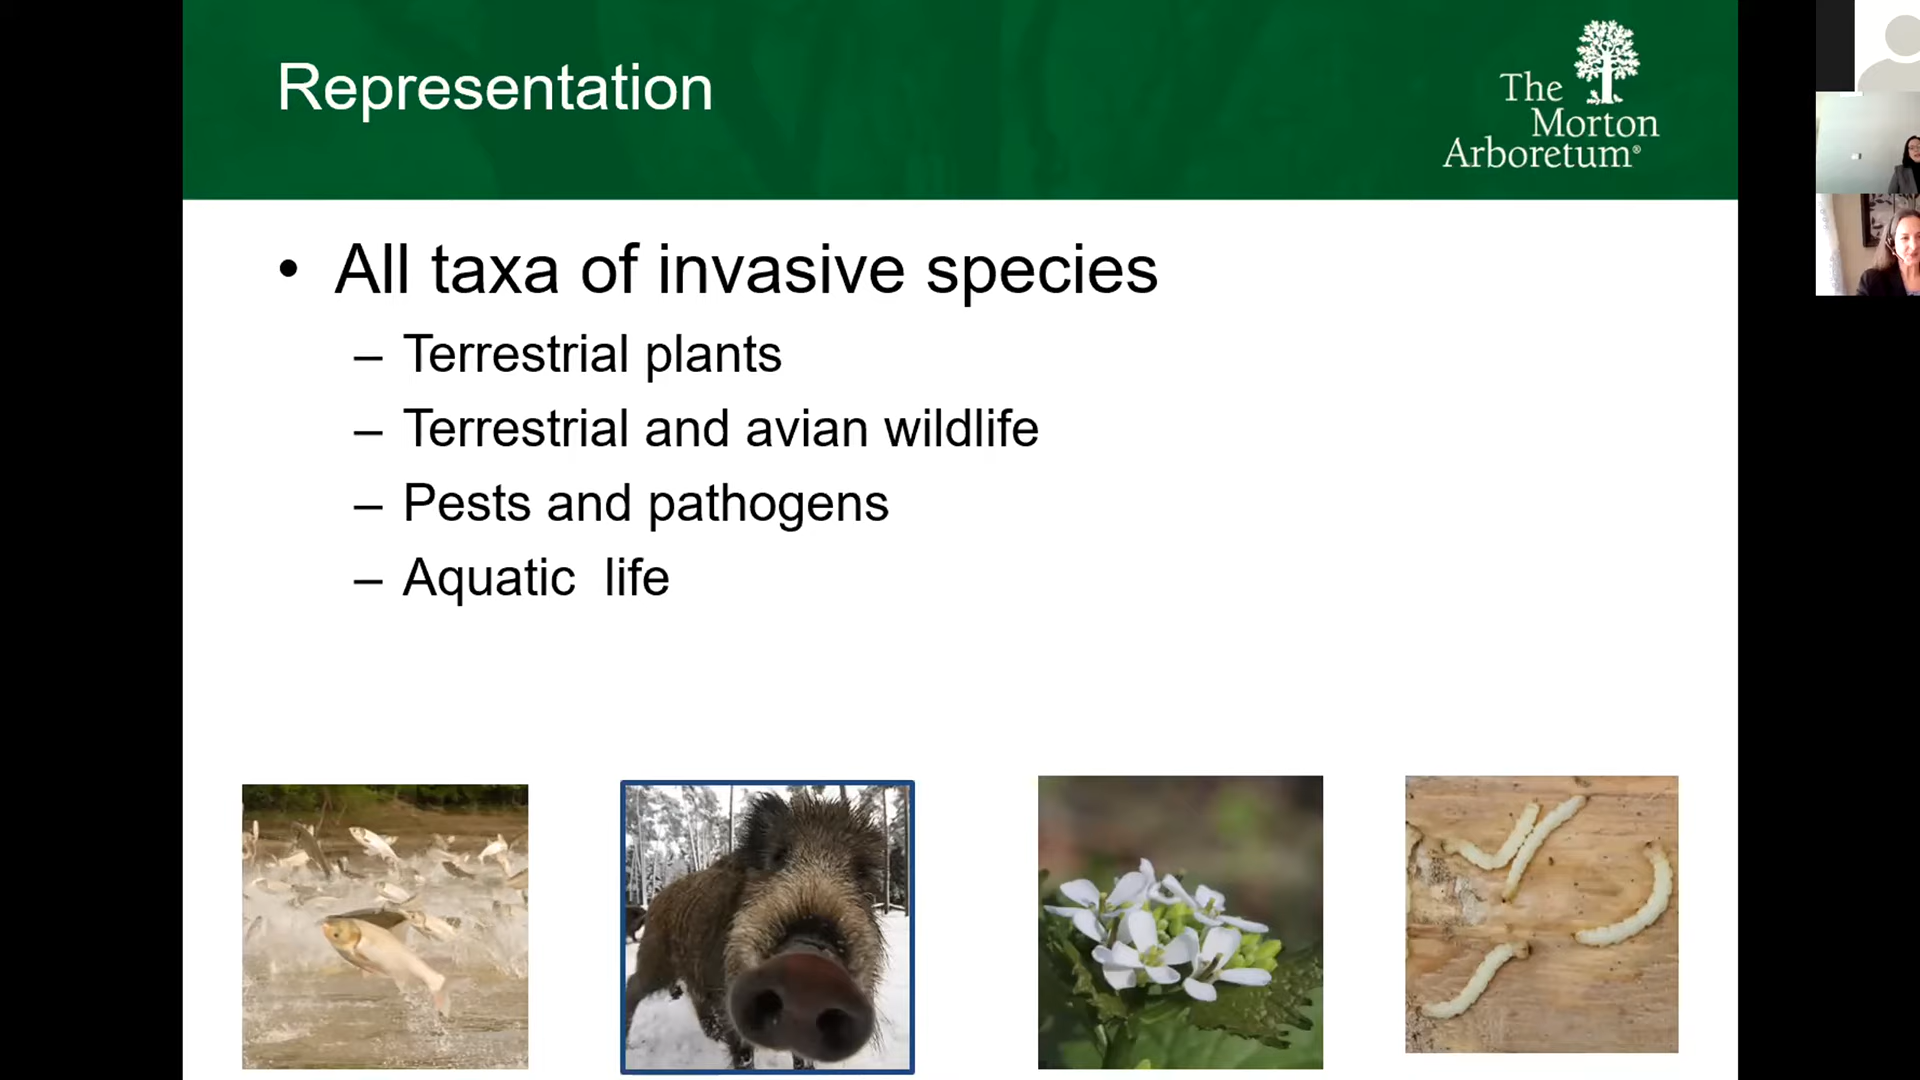 Representation
The
Morton
Arboretum®
• All taxa of invasive species
– Terrestrial plants
– Terrestrial and avian wildlife
– Pests and pathogens
– Aquatic  life